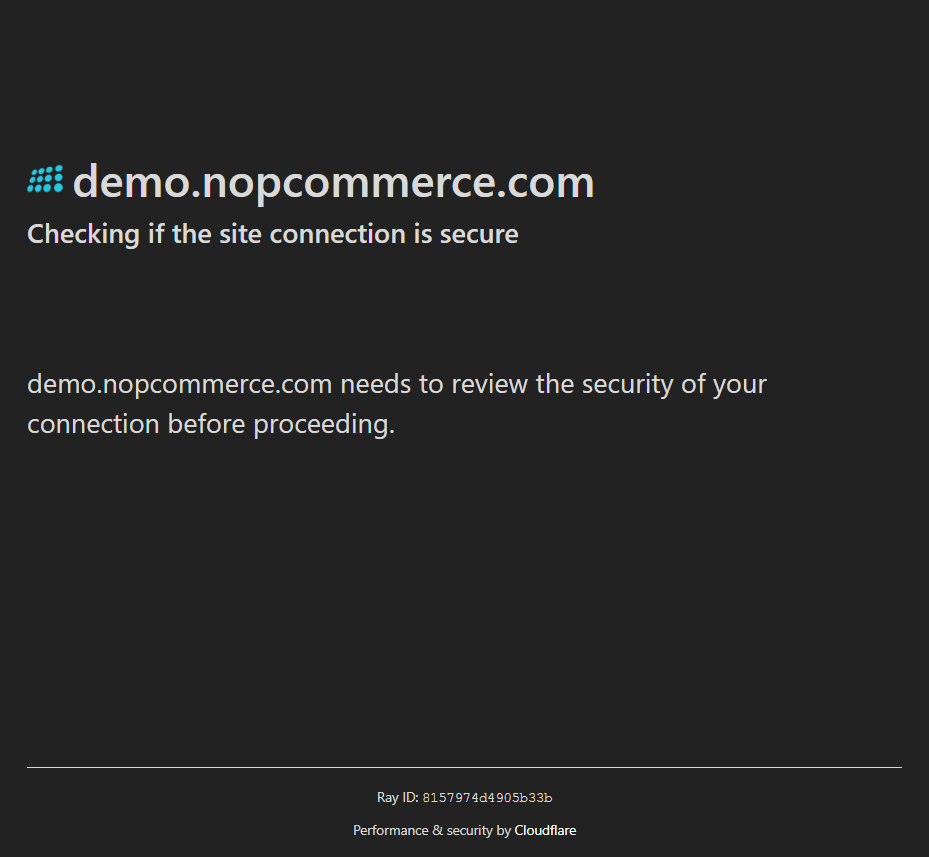 demo.nopcommerce.com
Checking if the site connection is secure
demo.nopcommerce.com needs to review the security of your
connection before proceeding.
Ray ID: 8157974d4905b33b
Performance & security by Cloudflare